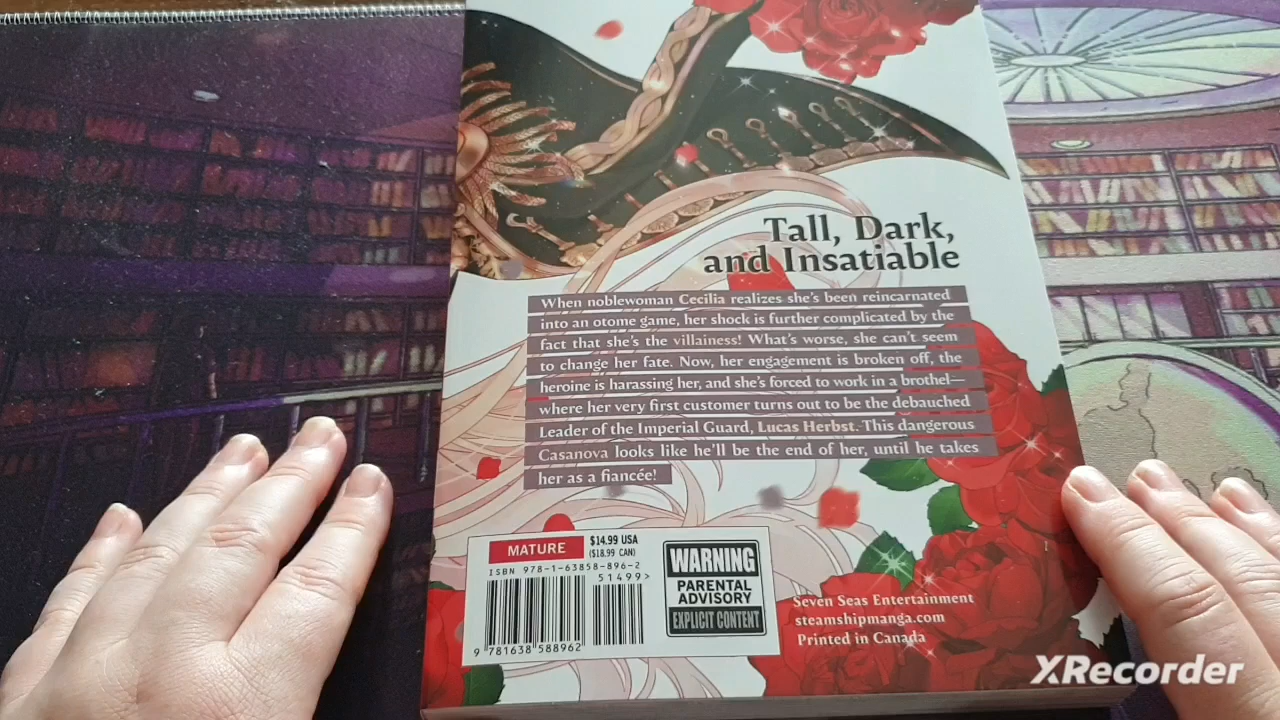 Tall, Dark,
and Insatiable
When noblewoman Cecilia realizes she's been reincarnated
into an otome game, her shock is further complicated by the
fact that she's the villainess! What's worse, she can't seem
to change her fate. Now, her engagement is broken off, the
heroine is harassing her, and she's forced to work in a brothel—
where her very first customer turns out to be the debauched
Leader of the Imperial Guard, Lucas Herbst. This dangerous
Casanova looks like he'll be the end of her, until he takes
her as a fiancée!
MATURE
$14.99 USA
($18.99 CAN)
ISBN 978-1-63858-896-2
51499>
9 781638 588962
WARNING
PARENTAL
ADVISORY
EXPLICIT CONTENT
Seven Seas Entertainment
steamshipmanga.com
Printed in Canada
XRecorder